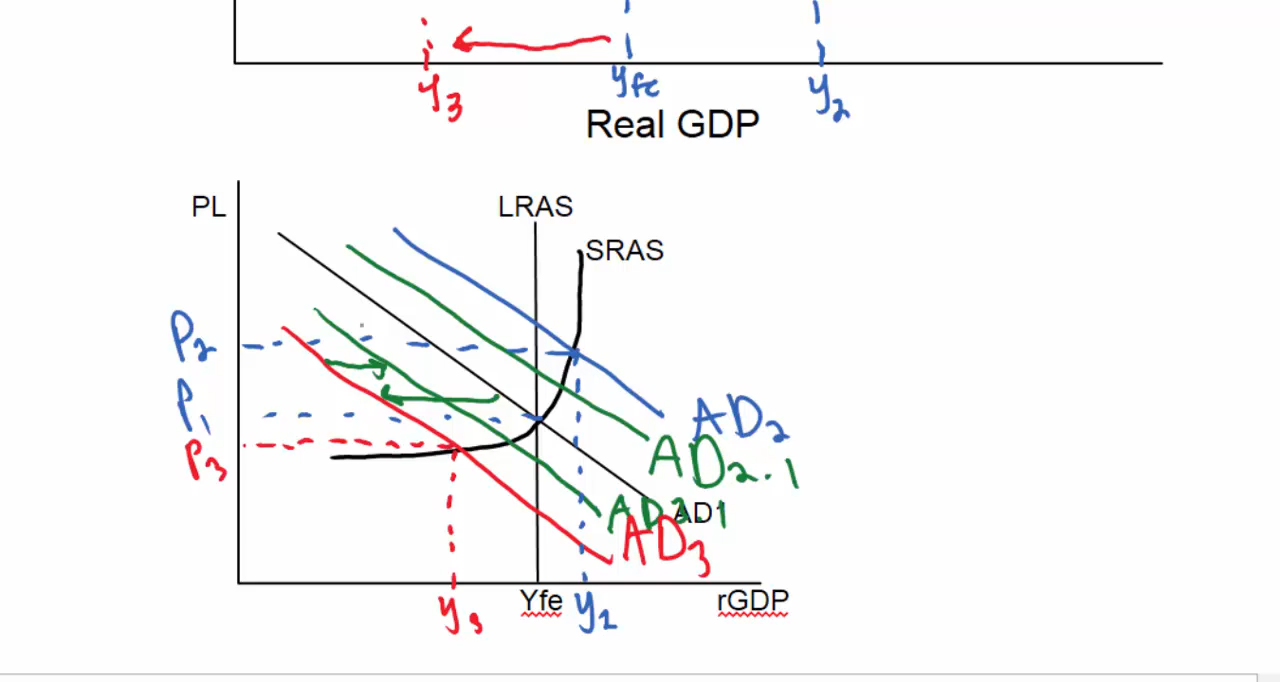 y3 yfe y2
Real GDP
PL LRAS
SRAS
P2
P1 AD2
P3 AD2.1
AD1
AD3
y3 Yfe y2 rGDP